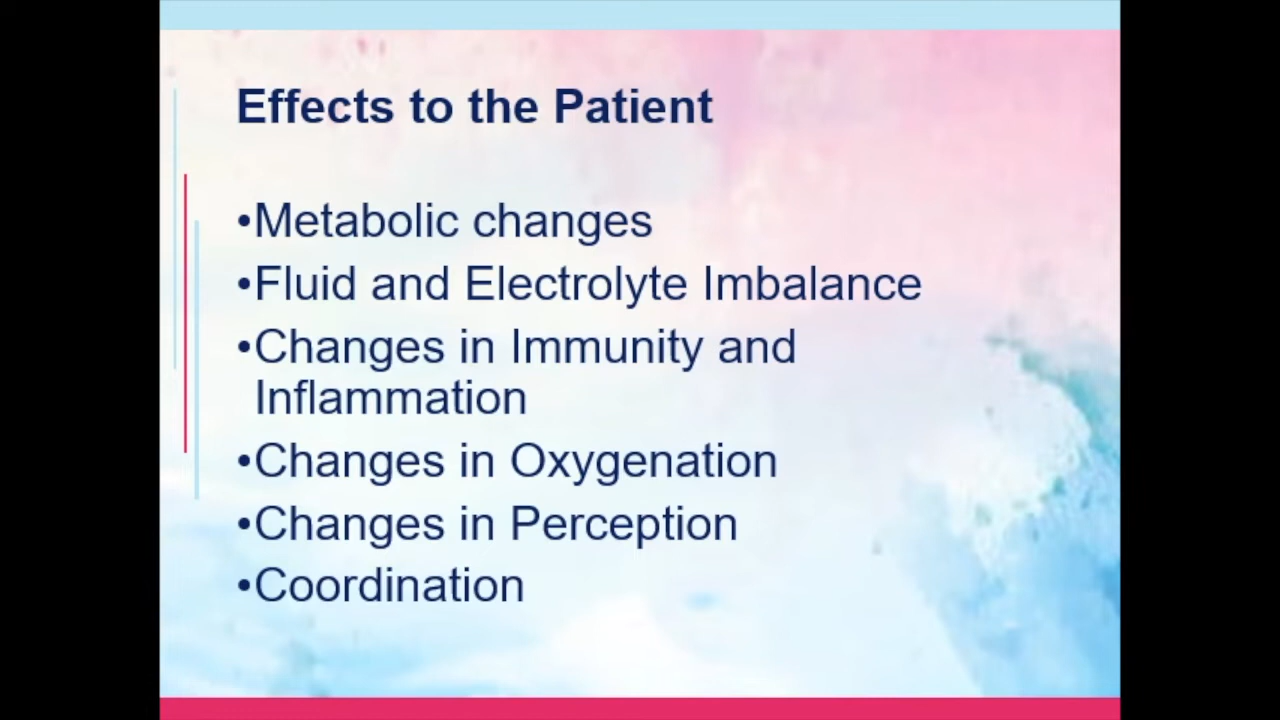 Effects to the Patient
•Metabolic changes
•Fluid and Electrolyte Imbalance
•Changes in Immunity and
Inflammation
•Changes in Oxygenation
•Changes in Perception
•Coordination